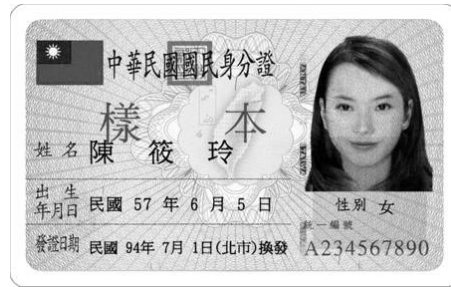 中華民國國民身分證
樣本
姓名 陳筱玲
出生年月日 民國 57 年 6 月 5 日
性別 女
統一編號
發證日期 民國 94年 7月 1日(北市)換發
A234567890